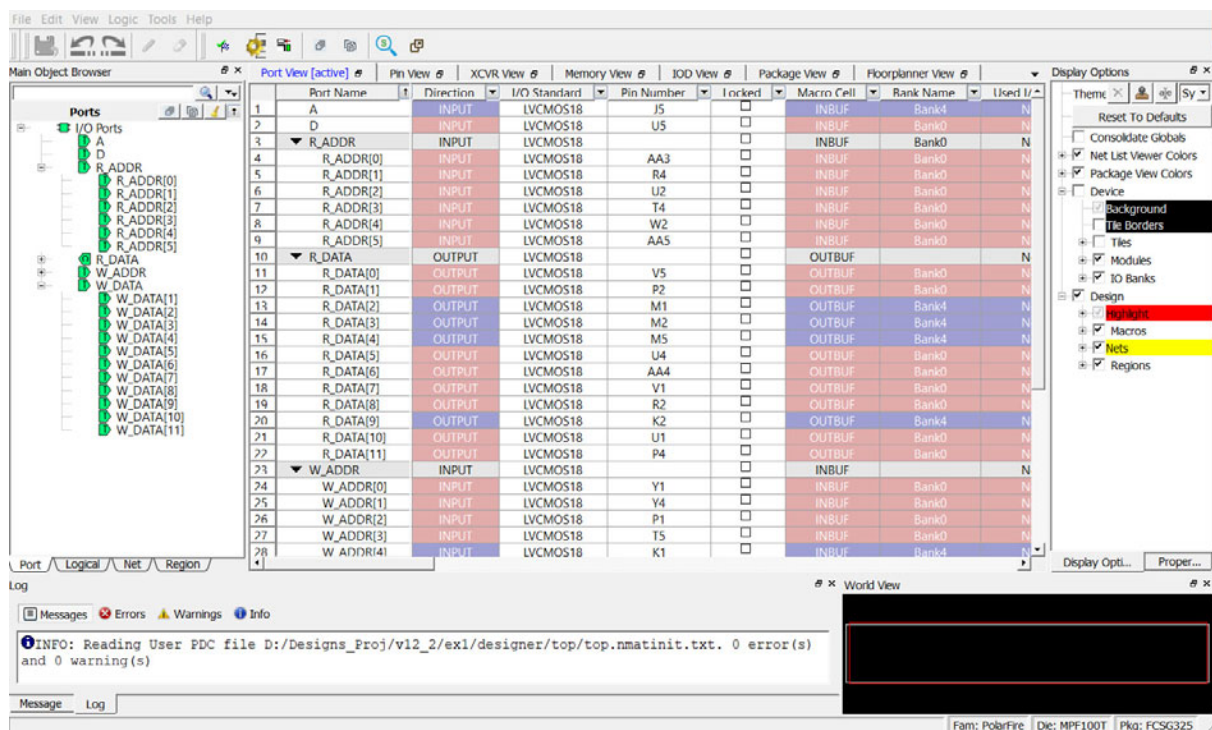 File Edit View Logic Tools Help
Main Object Browser
Port View [active] Pin View XCVR View Memory View IOD View Package View Floorplanner View
Display Options
Ports
I/O Ports
A
D
R_ADDR
R_ADDR[0]
R_ADDR[1]
R_ADDR[2]
R_ADDR[3]
R_ADDR[4]
R_ADDR[5]
R_DATA
W_ADDR
W_DATA
W_DATA[1]
W_DATA[2]
W_DATA[3]
W_DATA[4]
W_DATA[5]
W_DATA[6]
W_DATA[7]
W_DATA[8]
W_DATA[9]
W_DATA[10]
W_DATA[11]
Port Logical Net Region
Port Name Direction I/O Standard Pin Number Locked Macro Cell Bank Name Used I/
1 A INPUT LVCMOS18 J5 INBUF Bank4 N
2 D INPUT LVCMOS18 U5 INBUF Bank0 N
3 R_ADDR INPUT LVCMOS18 INBUF Bank0 N
4 R_ADDR[0] INPUT LVCMOS18 AA3 INBUF Bank0 N
5 R_ADDR[1] INPUT LVCMOS18 R4 INBUF Bank0 N
6 R_ADDR[2] INPUT LVCMOS18 U2 INBUF Bank0 N
7 R_ADDR[3] INPUT LVCMOS18 T4 INBUF Bank0 N
8 R_ADDR[4] INPUT LVCMOS18 W2 INBUF Bank0 N
9 R_ADDR[5] INPUT LVCMOS18 AA5 INBUF Bank0 N
10 R_DATA OUTPUT LVCMOS18 OUTBUF N
11 R_DATA[0] OUTPUT LVCMOS18 V5 OUTBUF Bank0 N
12 R_DATA[1] OUTPUT LVCMOS18 P2 OUTBUF Bank0 N
13 R_DATA[2] OUTPUT LVCMOS18 M1 OUTBUF Bank4 N
14 R_DATA[3] OUTPUT LVCMOS18 M2 OUTBUF Bank4 N
15 R_DATA[4] OUTPUT LVCMOS18 M5 OUTBUF Bank4 N
16 R_DATA[5] OUTPUT LVCMOS18 U4 OUTBUF Bank0 N
17 R_DATA[6] OUTPUT LVCMOS18 AA4 OUTBUF Bank0 N
18 R_DATA[7] OUTPUT LVCMOS18 V1 OUTBUF Bank0 N
19 R_DATA[8] OUTPUT LVCMOS18 R2 OUTBUF Bank0 N
20 R_DATA[9] OUTPUT LVCMOS18 K2 OUTBUF Bank4 N
21 R_DATA[10] OUTPUT LVCMOS18 U1 OUTBUF Bank0 N
22 R_DATA[11] OUTPUT LVCMOS18 P4 OUTBUF Bank0 N
23 W_ADDR INPUT LVCMOS18 INBUF N
24 W_ADDR[0] INPUT LVCMOS18 Y1 INBUF Bank0 N
25 W_ADDR[1] INPUT LVCMOS18 Y4 INBUF Bank0 N
26 W_ADDR[2] INPUT LVCMOS18 P1 INBUF Bank0 N
27 W_ADDR[3] INPUT LVCMOS18 T5 INBUF Bank0 N
28 W_ADDR[4] INPUT LVCMOS18 K1 INBUF Bank4 N
Theme Sy
Reset To Defaults
Consolidate Globals
Net List Viewer Colors
Package View Colors
Device
Background
Tile Borders
Tiles
Modules
IO Banks
Design
Highlight
Macros
Nets
Regions
Display Opti... Proper...
Log
Messages Errors Warnings Info
INFO: Reading User PDC file D:/Designs_Proj/v12_2/ex1/designer/top/top.nmatinit.txt. 0 error(s)
and 0 warning(s)
Message Log
World View
Fam: PolarFire Die: MPF100T Pkg: FCSG325